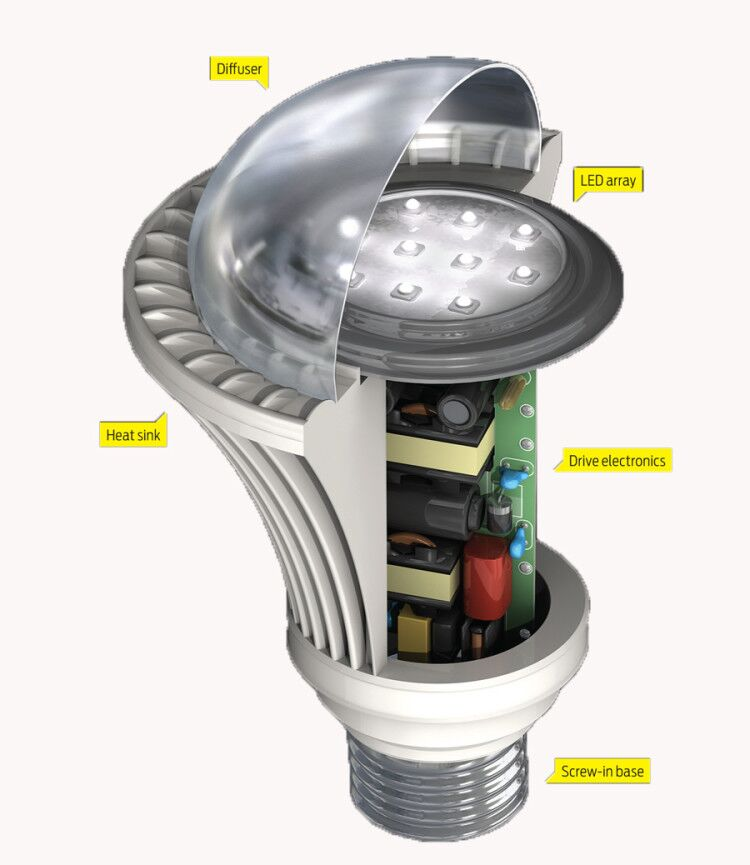 Diffuser
LED array
Heat sink
Drive electronics
Screw-in base